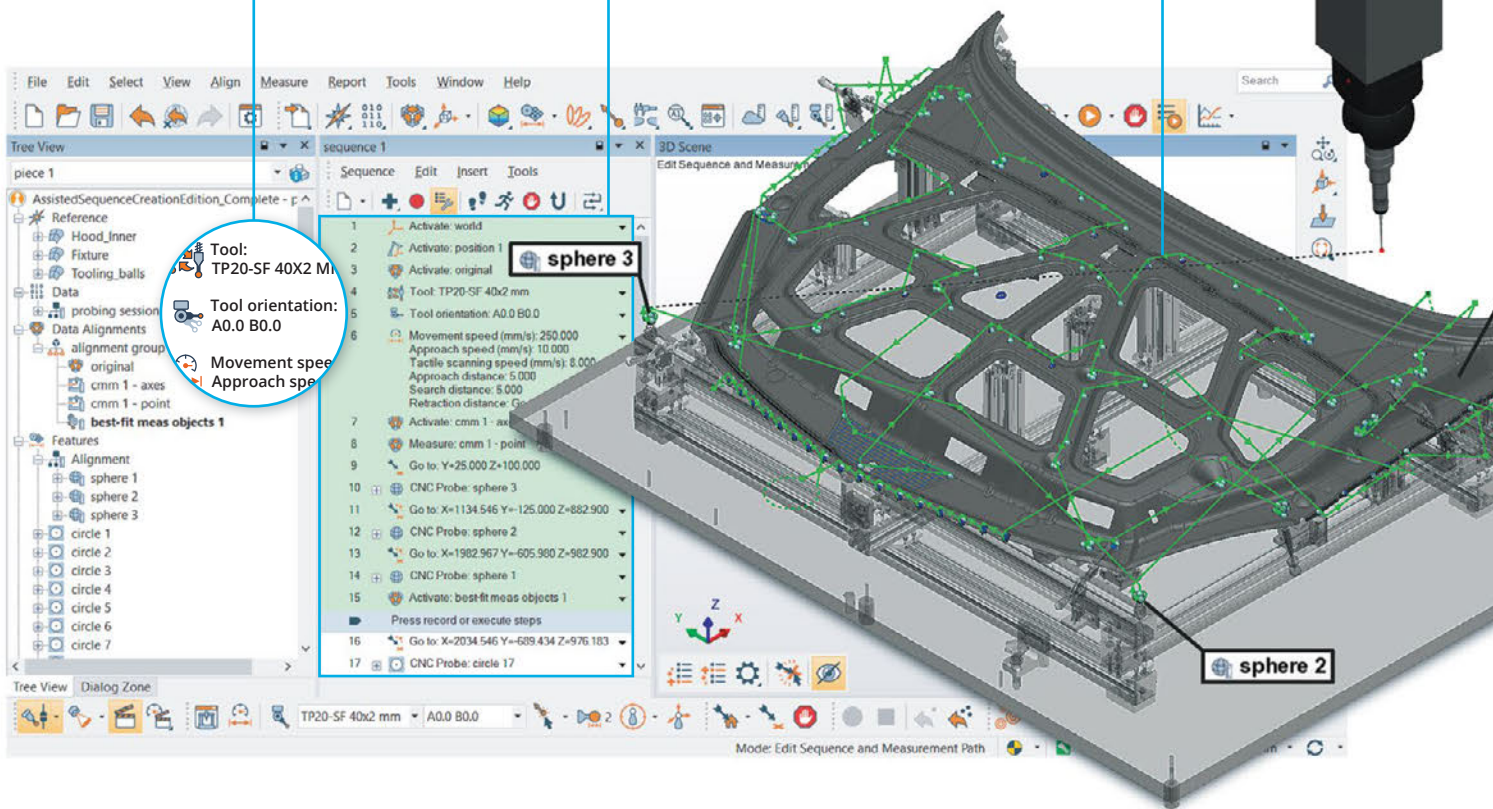 File Edit Select View Align Measure Report Tools Window Help
Search
Tree View
sequence 1
3D Scene
piece 1
Sequence Edit Insert Tools
Edit Sequence and
AssistedSequenceCreationEdition_Complete - p
Reference
Hood_Inner
Fixture
Tooling_balls
Data
probing session
Data Alignments
alignment group
original
cmm 1 - axes
cmm 1 - point
best-fit meas objects 1
Features
Alignment
sphere 1
sphere 2
sphere 3
circle 1
circle 2
circle 3
circle 4
circle 5
circle 6
circle 7
Tree View Dialog Zone
Tool:
TP20-SF 40X2 M
Tool orientation:
A0.0 B0.0
Movement spee
Approach spe
1 Activate: world
2 Activate: position 1
3 Activate: original
4 Tool: TP20-SF 40x2 mm
5 Tool orientation: A0.0 B0.0
6 Movement speed (mm/s): 250.000
Approach speed (mm/s): 10.000
Tactile scanning speed (mm/s): 8.000
Approach distance: 5.000
Search distance: 5.000
Retraction distance: Go
7 Activate: cmm 1 - ax
8 Measure: cmm 1 - point
9 Go to: Y+25.000 Z+100.000
10 CNC Probe: sphere 3
11 Go to: X=1134.546 Y=-125.000 Z=882.900
12 CNC Probe: sphere 2
13 Go to: X=1982.967 Y=-605.980 Z=982.900
14 CNC Probe: sphere 1
15 Activate: best-fit meas objects 1
Press record or execute steps
16 Go to: X=2034.546 Y=-689.434 Z=976.183
17 CNC Probe: circle 17
sphere 3
sphere 2
Z
Y
X
TP20-SF 40x2 mm
A0.0 B0.0
2
Mode: Edit Sequence and Measurement Path